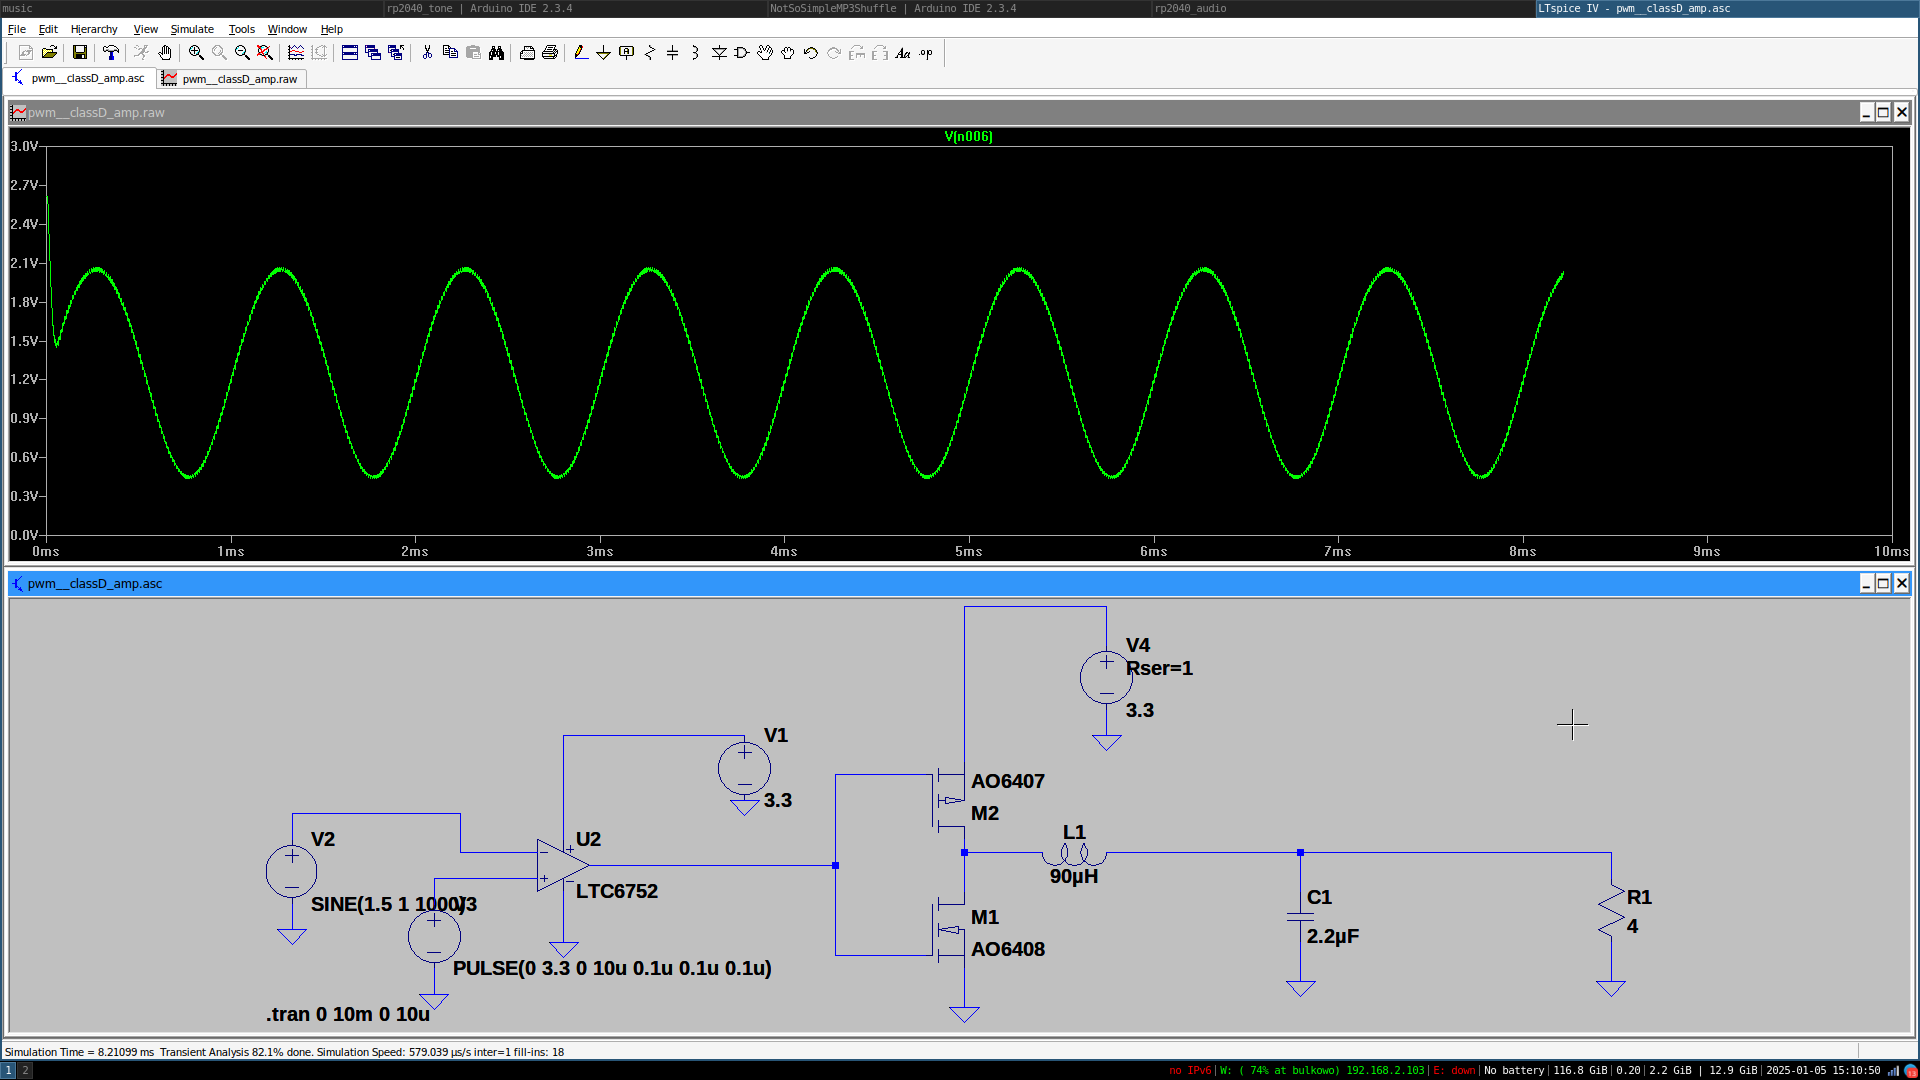 music
rp2040_tone | Arduino IDE 2.3.4
NotSoSimpleMP3Shuffle | Arduino IDE 2.3.4
rp2040_audio
LTspice IV - pwm__classD_amp.asc
File Edit Hierarchy View Simulate Tools Window Help
pwm__classD_amp.asc
pwm__classD_amp.raw
pwm__classD_amp.raw
V(n006)
3.0V
2.7V
2.4V
2.1V
1.8V
1.5V
1.2V
0.9V
0.6V
0.3V
0.0V
0ms 1ms 2ms 3ms 4ms 5ms 6ms 7ms 8ms 9ms 10ms
pwm__classD_amp.asc
V4
Rser=1
3.3
V1
3.3
AO6407
M2
V2
U2
L1
90µH
LTC6752
SINE(1.5 1 1000)
V3
C1
2.2µF
R1
4
M1
AO6408
PULSE(0 3.3 0 10u 0.1u 0.1u 0.1u)
.tran 0 10m 0 10u
Simulation Time = 8.21099 ms Transient Analysis 82.1% done. Simulation Speed: 579.039 µs/s inter=1 fill-ins: 18
1 2
no IPv6|W: ( 74% at bulkowo) 192.168.2.103|E: down|No battery|116.8 GiB|0.20|2.2 GiB | 12.9 GiB|2025-01-05 15:10:50